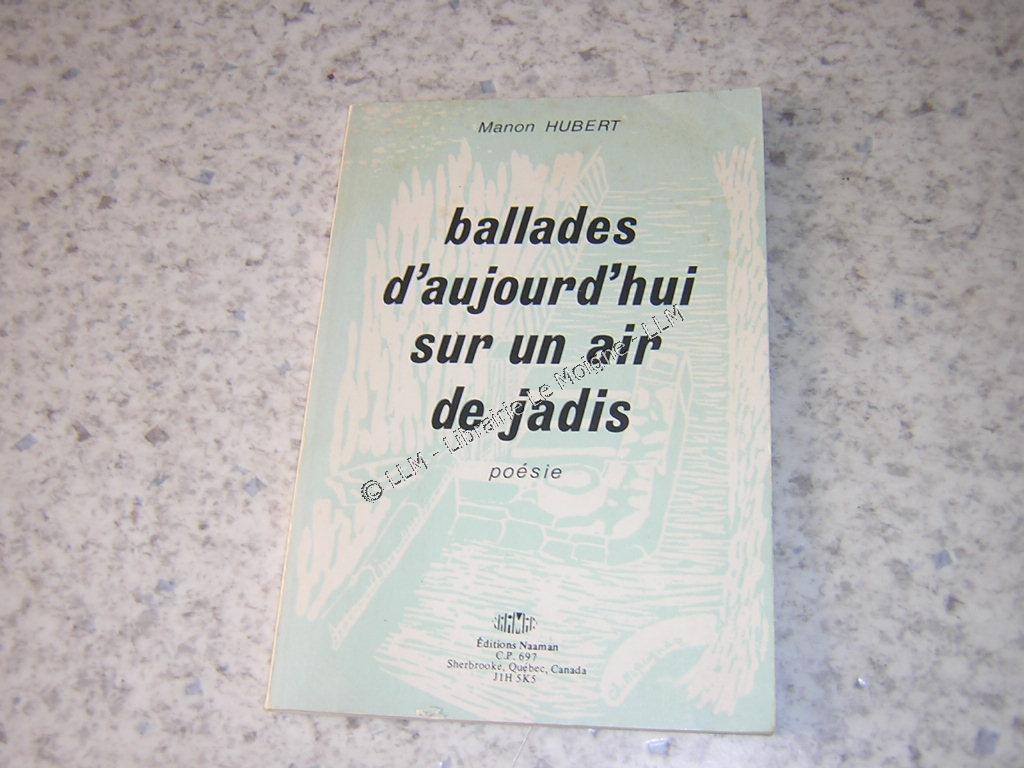 Manon HUBERT
ballades
d'aujourd'hui
sur un air
de jadis
© LLM - Librairie Le Moigne - LLM
poésie
Éditions Naaman
C.P. 697
Sherbrooke, Québec, Canada
J1H 5K5